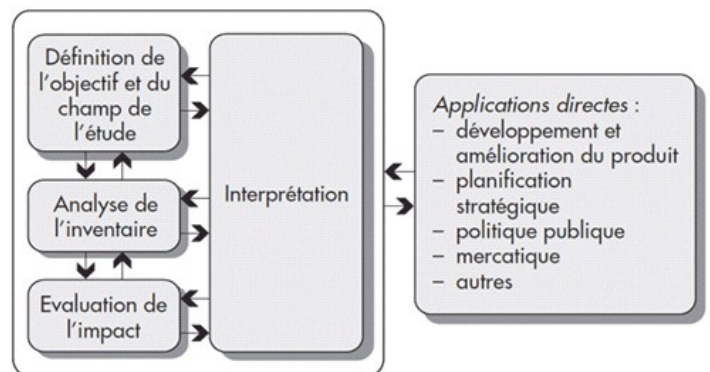 Définition de
l'objectif et du
champ de
l'étude
Analyse de
l'inventaire
Evaluation de
l'impact
Interprétation
Applications directes :
– développement et
amélioration du produit
– planification
stratégique
– politique publique
– mercatique
– autres